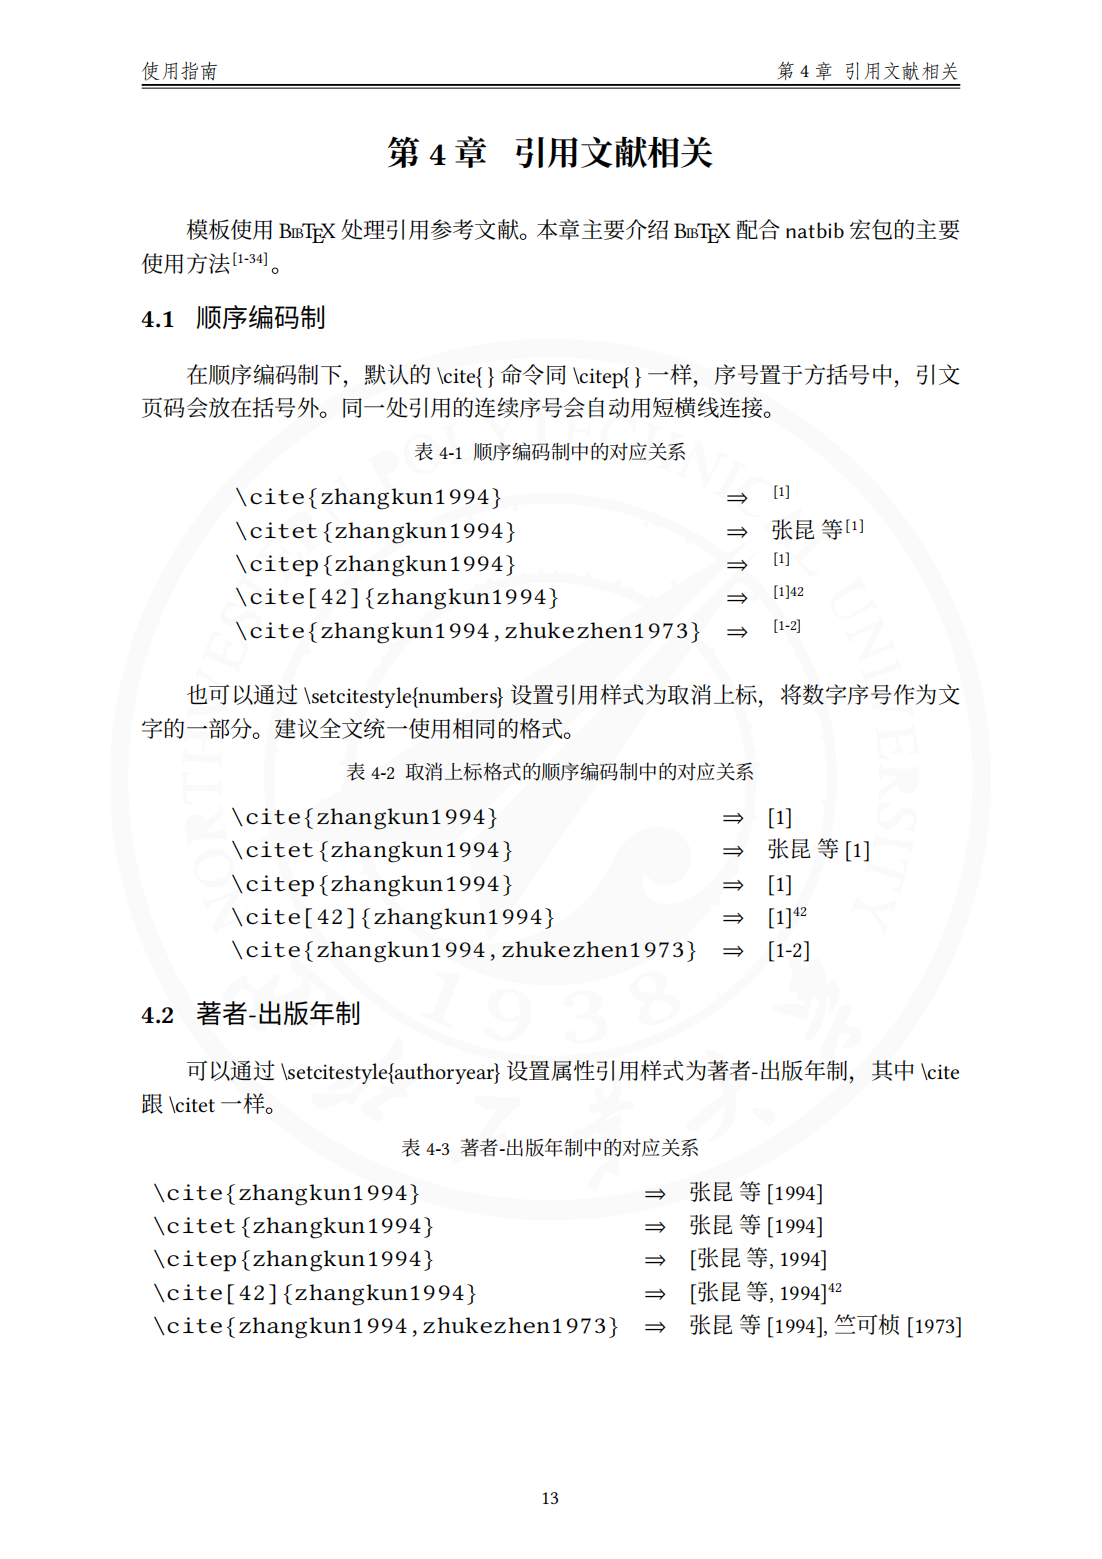 使用指南
第 4 章 引用文献相关
第 4 章 引用文献相关
模板使用 BIBTEX 处理引用参考文献。本章主要介绍 BIBTEX 配合 natbib 宏包的主要
使用方法[1-34]。
4.1 顺序编码制
在顺序编码制下，默认的 \cite{} 命令同 \citep{} 一样，序号置于方括号中，引文
页码会放在括号外。同一处引用的连续序号会自动用短横线连接。
表 4-1 顺序编码制中的对应关系
\cite{zhangkun1994} ⇒ [1]
\citet{zhangkun1994} ⇒ 张昆 等[1]
\citep{zhangkun1994} ⇒ [1]
\cite[42]{zhangkun1994} ⇒ [1]42
\cite{zhangkun1994,zhukezhen1973} ⇒ [1-2]
也可以通过 \setcitestyle{numbers} 设置引用样式为取消上标，将数字序号作为文
字的一部分。建议全文统一使用相同的格式。
表 4-2 取消上标格式的顺序编码制中的对应关系
\cite{zhangkun1994} ⇒ [1]
\citet{zhangkun1994} ⇒ 张昆 等 [1]
\citep{zhangkun1994} ⇒ [1]
\cite[42]{zhangkun1994} ⇒ [1]42
\cite{zhangkun1994,zhukezhen1973} ⇒ [1-2]
4.2 著者-出版年制
可以通过 \setcitestyle{authoryear} 设置属性引用样式为著者-出版年制，其中 \cite
跟 \citet 一样。
表 4-3 著者-出版年制中的对应关系
\cite{zhangkun1994} ⇒ 张昆 等 [1994]
\citet{zhangkun1994} ⇒ 张昆 等 [1994]
\citep{zhangkun1994} ⇒ [张昆 等, 1994]
\cite[42]{zhangkun1994} ⇒ [张昆 等, 1994]42
\cite{zhangkun1994,zhukezhen1973} ⇒ 张昆 等 [1994], 竺可桢 [1973]
13
NORTHWESTERN POLYTECHNICAL UNIVERSITY
1938